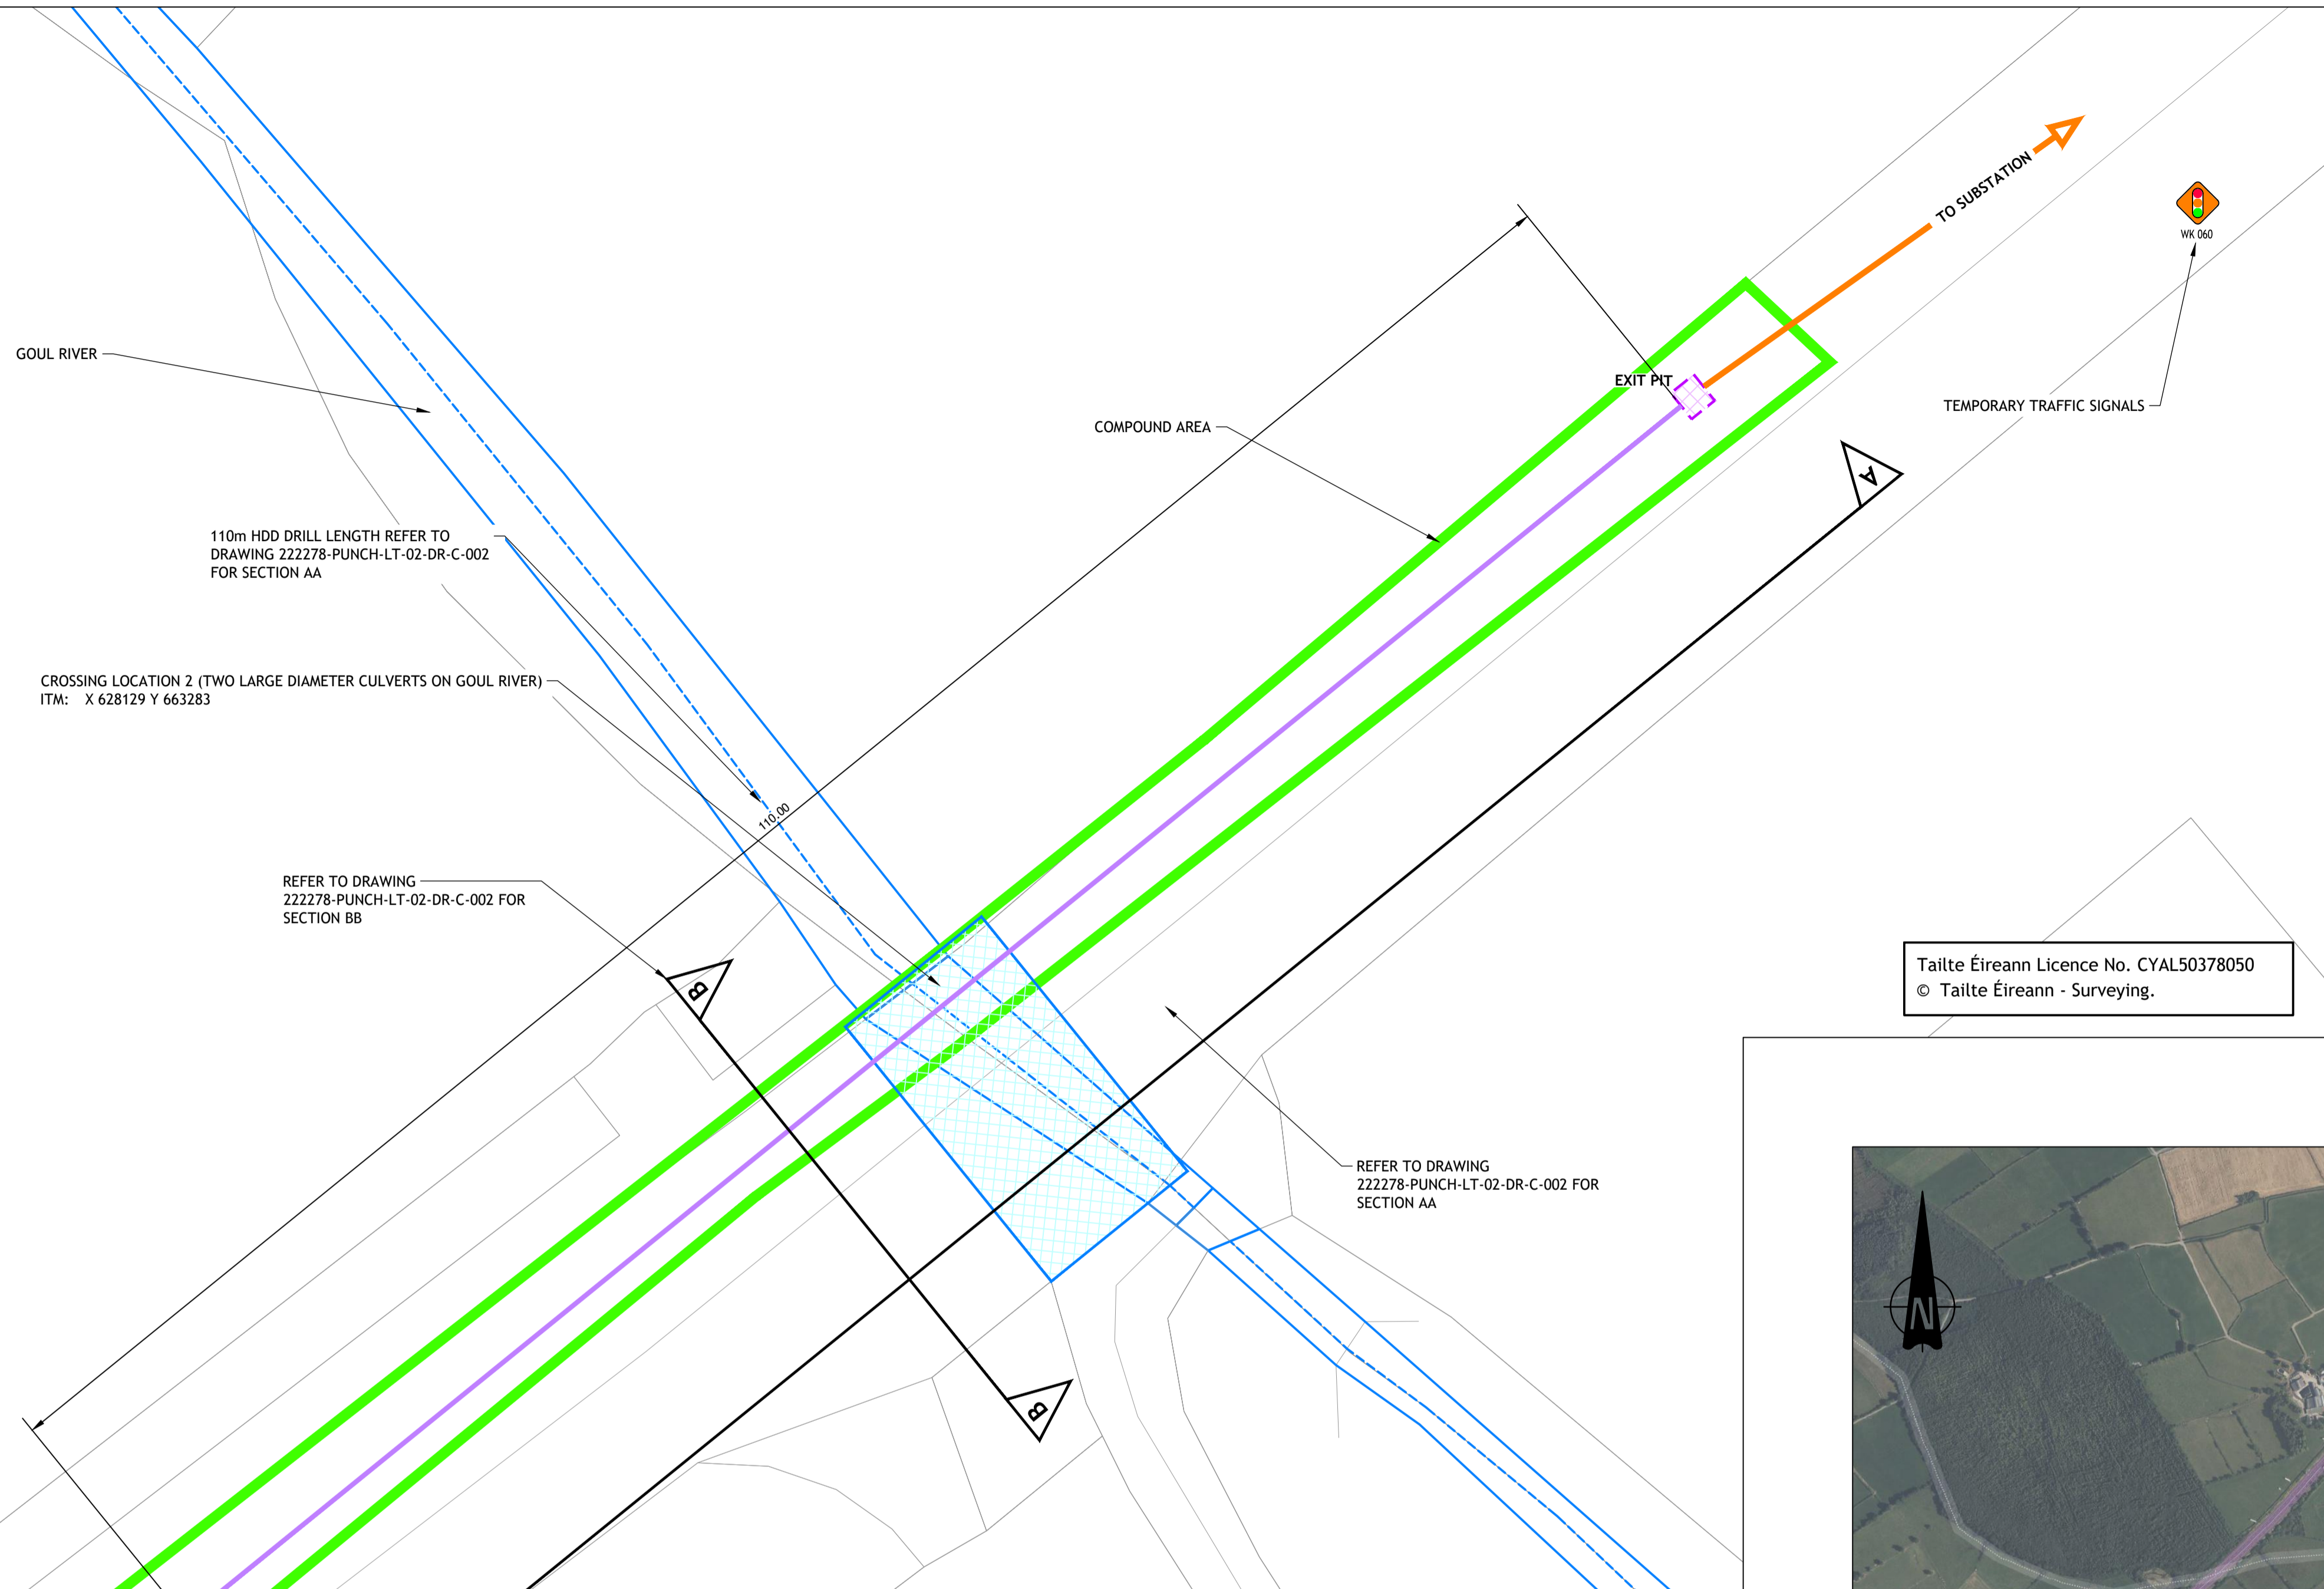 TO SUBSTATION
WK 060
GOUL RIVER
EXIT PIT
TEMPORARY TRAFFIC SIGNALS
COMPOUND AREA
A
110m HDD DRILL LENGTH REFER TO
DRAWING 222278-PUNCH-LT-02-DR-C-002
FOR SECTION AA
CROSSING LOCATION 2 (TWO LARGE DIAMETER CULVERTS ON GOUL RIVER)
ITM: X 628129 Y 663283
110.00
REFER TO DRAWING
222278-PUNCH-LT-02-DR-C-002 FOR
SECTION BB
B
Tailte Éireann Licence No. CYAL50378050
© Tailte Éireann - Surveying.
REFER TO DRAWING
222278-PUNCH-LT-02-DR-C-002 FOR
SECTION AA
N
B